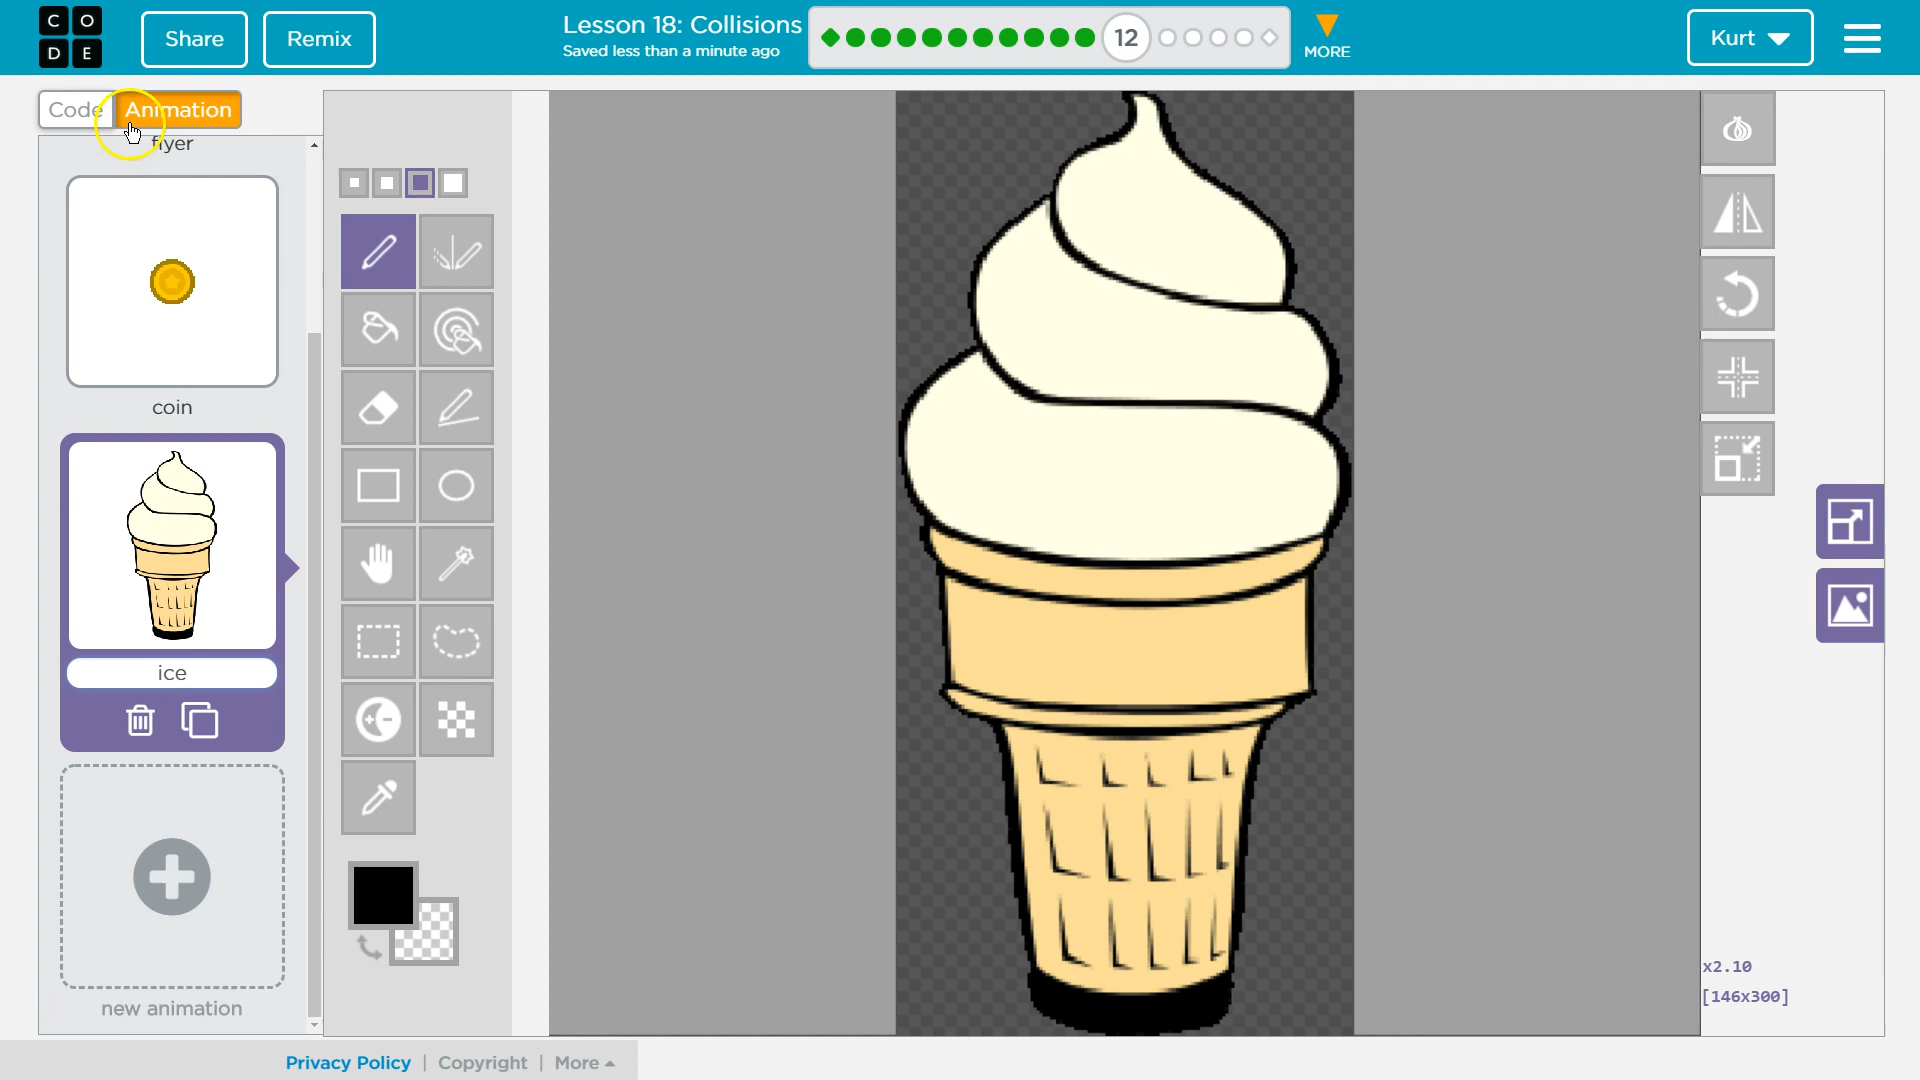 C O
D E
Share
Remix
Lesson 18: Collisions
Saved less than a minute ago
12
MORE
Kurt
Code
Animation
flyer
coin
ice
new animation
x2.10
[146x300]
Privacy Policy | Copyright | More